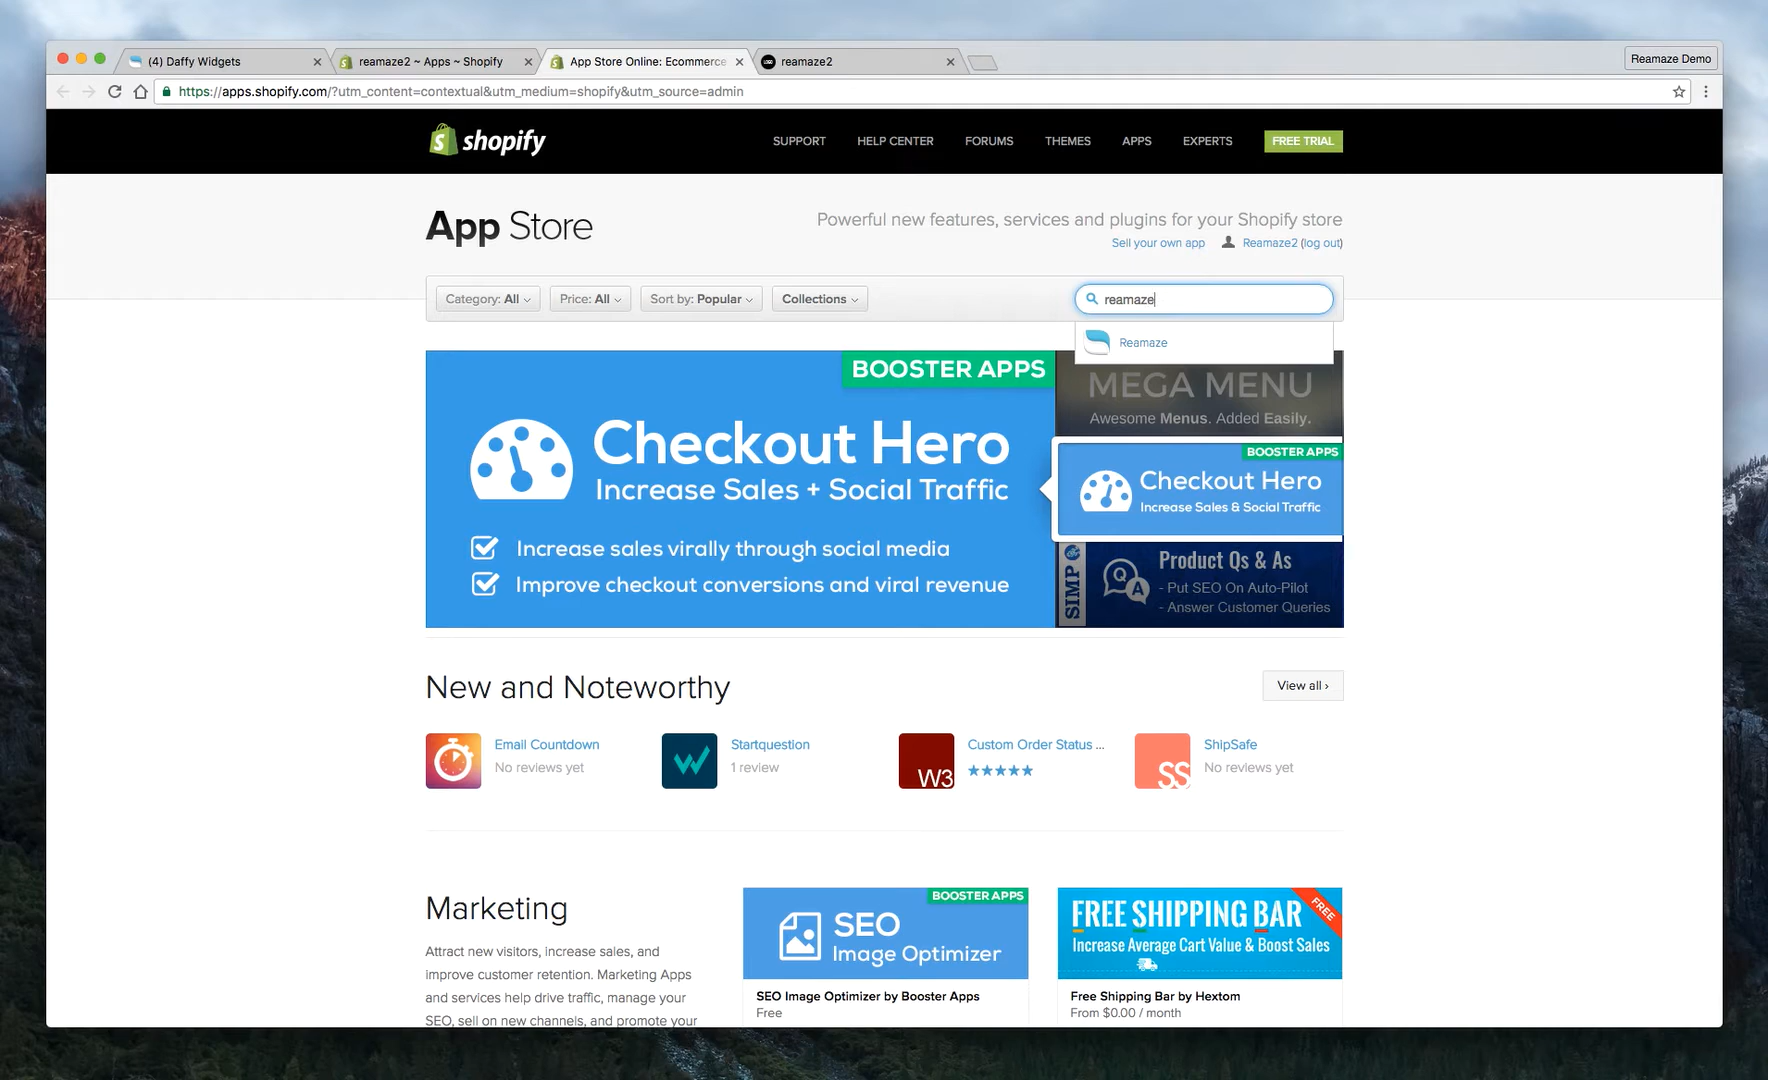 (4) Daffy Widgets
reamaze2 ~ Apps ~ Shopify
App Store Online: Ecommerce
LOGO
reamaze2
Reamaze Demo
https://apps.shopify.com/?utm_content=contextual&utm_medium=shopify&utm_source=admin
shopify
SUPPORT
HELP CENTER
FORUMS
THEMES
APPS
EXPERTS
FREE TRIAL
App Store
Powerful new features, services and plugins for your Shopify store
Sell your own app
Reamaze2 (log out)
Category: All
Price: All
Sort by: Popular
Collections
reamaze
Reamaze
BOOSTER APPS
Checkout Hero
Increase Sales + Social Traffic
Increase sales virally through social media
Improve checkout conversions and viral revenue
MEGA MENU
Awesome Menus. Added Easily.
BOOSTER APPS
Checkout Hero
Increase Sales & Social Traffic
SIMP
Q A
Product Qs & As
- Put SEO On Auto-Pilot
- Answer Customer Queries
New and Noteworthy
View all ›
Email Countdown
No reviews yet
Startquestion
1 review
W3
Custom Order Status ...
★★★★★
SS
ShipSafe
No reviews yet
Marketing
Attract new visitors, increase sales, and
improve customer retention. Marketing Apps
and services help drive traffic, manage your
SEO, sell on new channels, and promote your
BOOSTER APPS
SEO
Image Optimizer
SEO Image Optimizer by Booster Apps
Free
FREE SHIPPING BAR
FREE
Increase Average Cart Value & Boost Sales
Free Shipping Bar by Hextom
From $0.00 / month